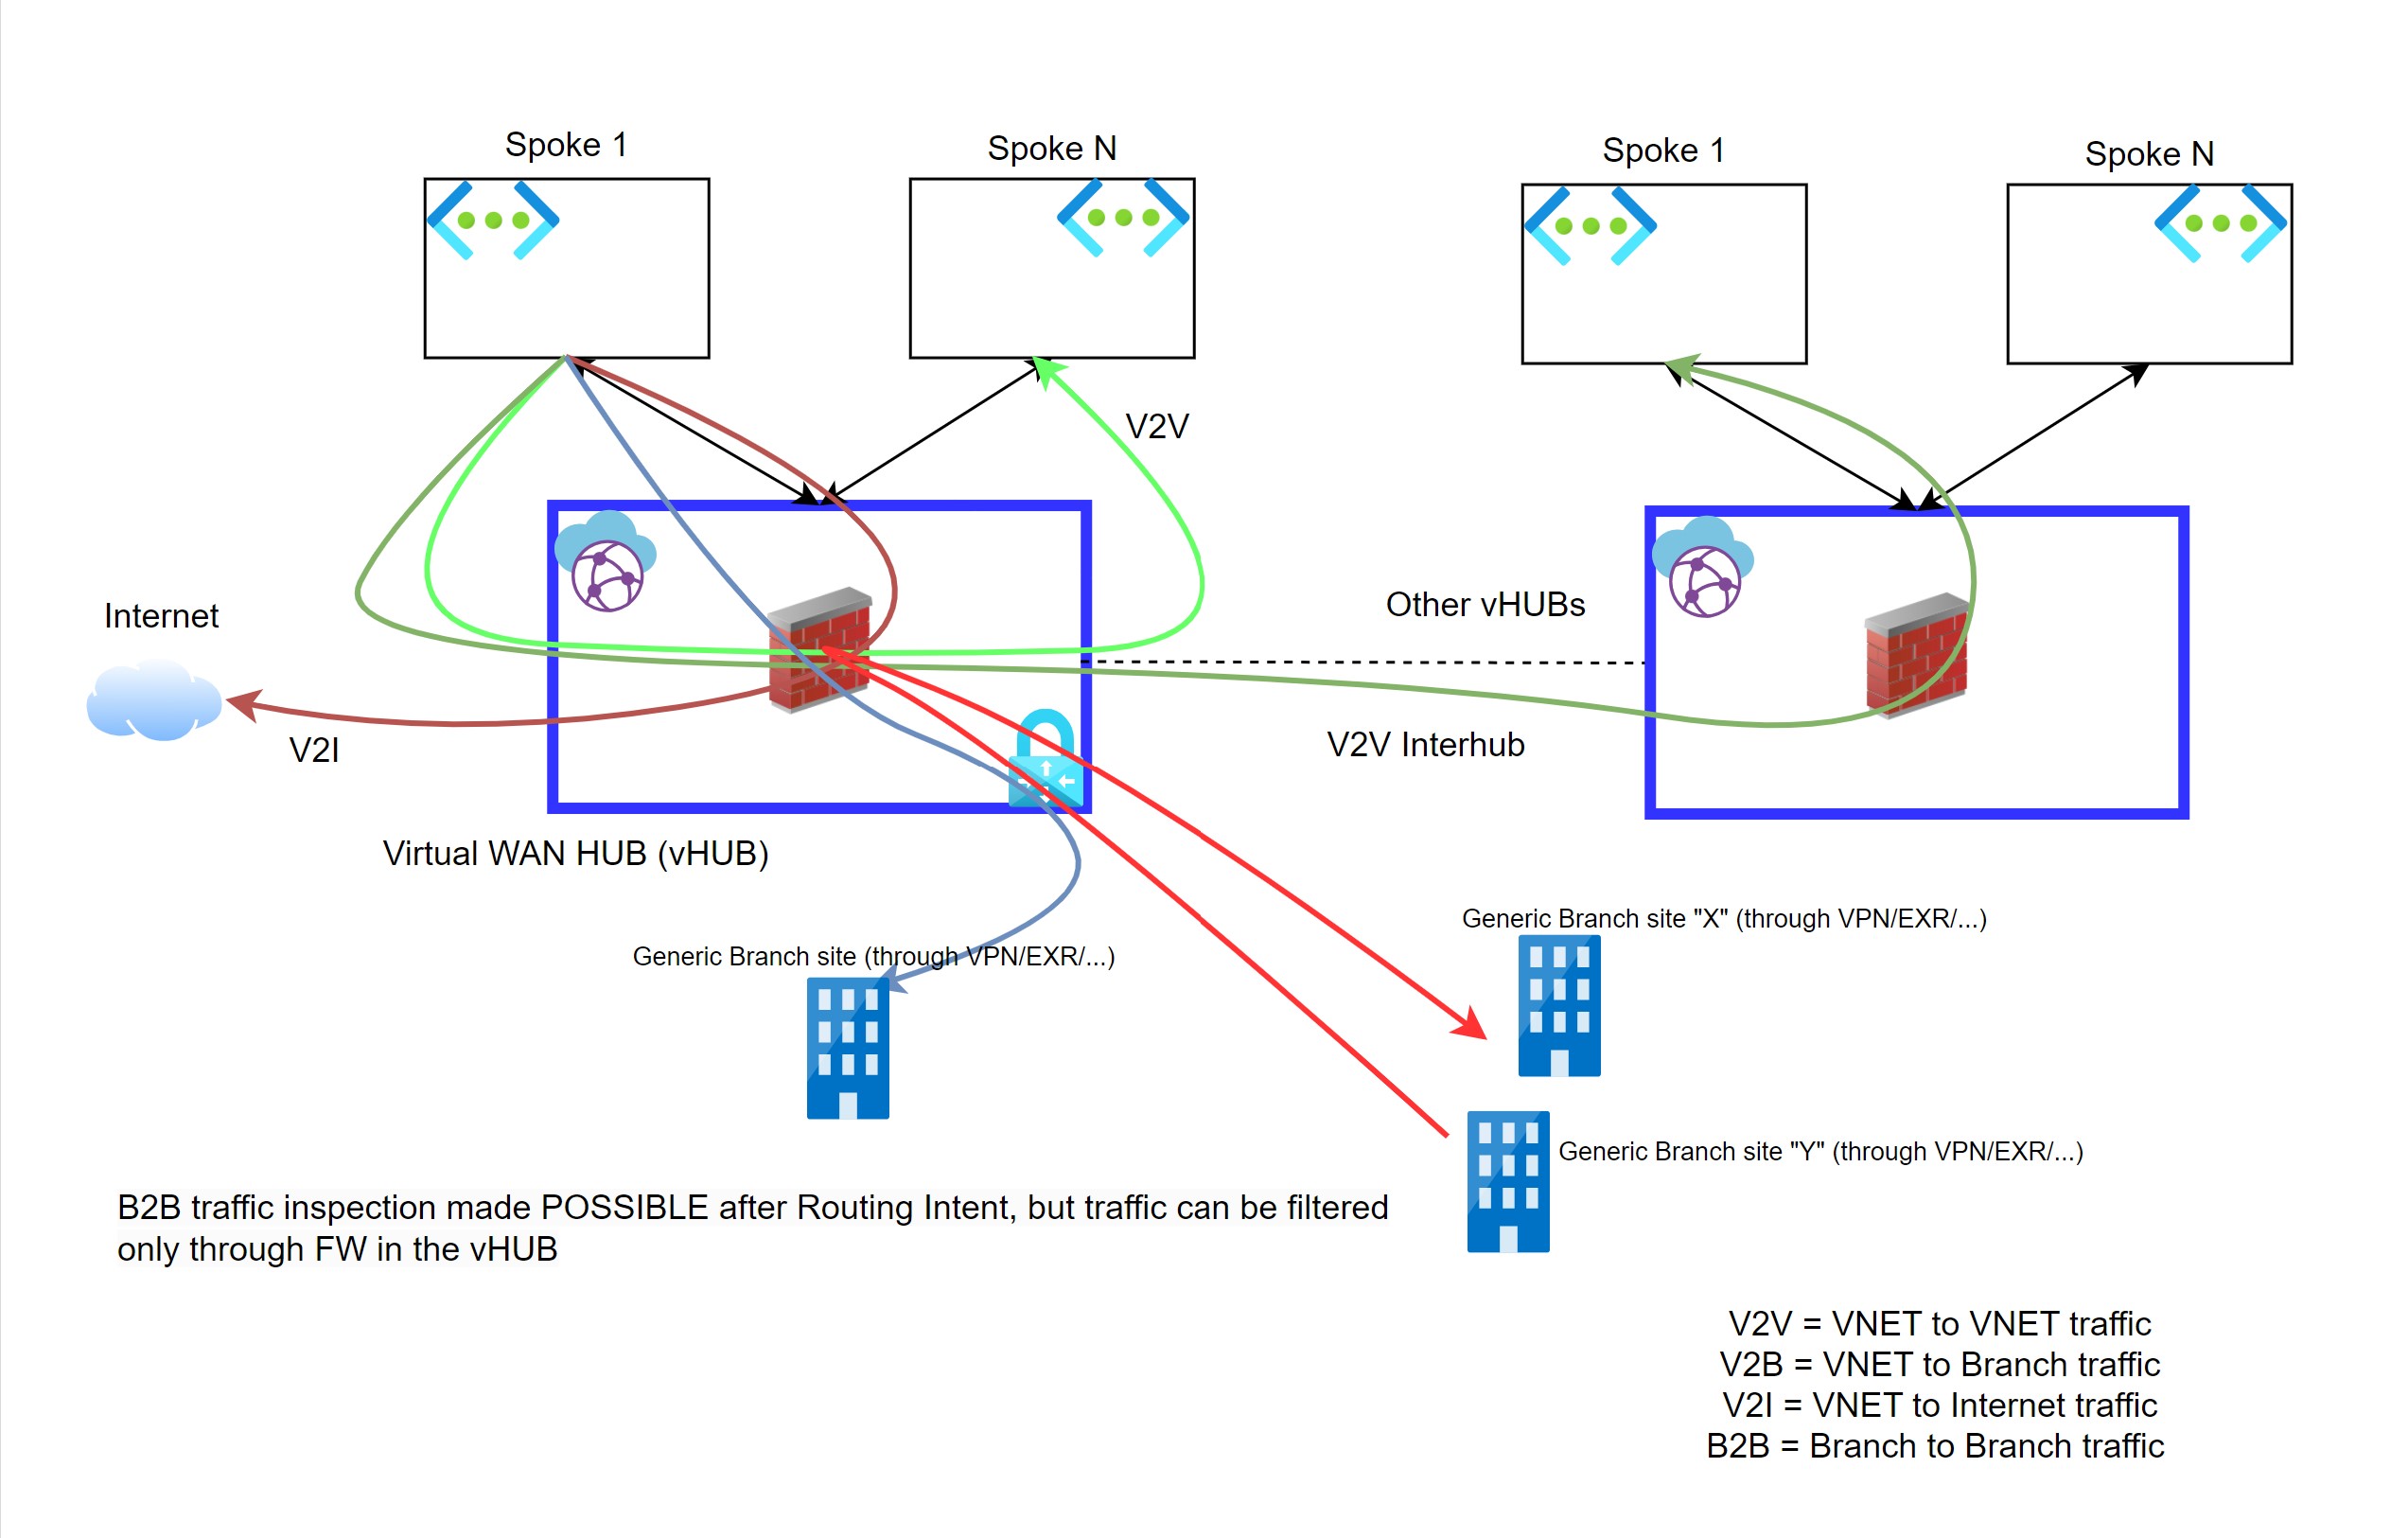 Spoke 1
Spoke N
Spoke 1
Spoke N
V2V
Internet
Other vHUBs
V2I
V2V Interhub
Virtual WAN HUB (vHUB)
Generic Branch site "X" (through VPN/EXR/...)
Generic Branch site (through VPN/EXR/...)
Generic Branch site "Y" (through VPN/EXR/...)
B2B traffic inspection made POSSIBLE after Routing Intent, but traffic can be filtered
only through FW in the vHUB
V2V = VNET to VNET traffic
V2B = VNET to Branch traffic
V2I = VNET to Internet traffic
B2B = Branch to Branch traffic